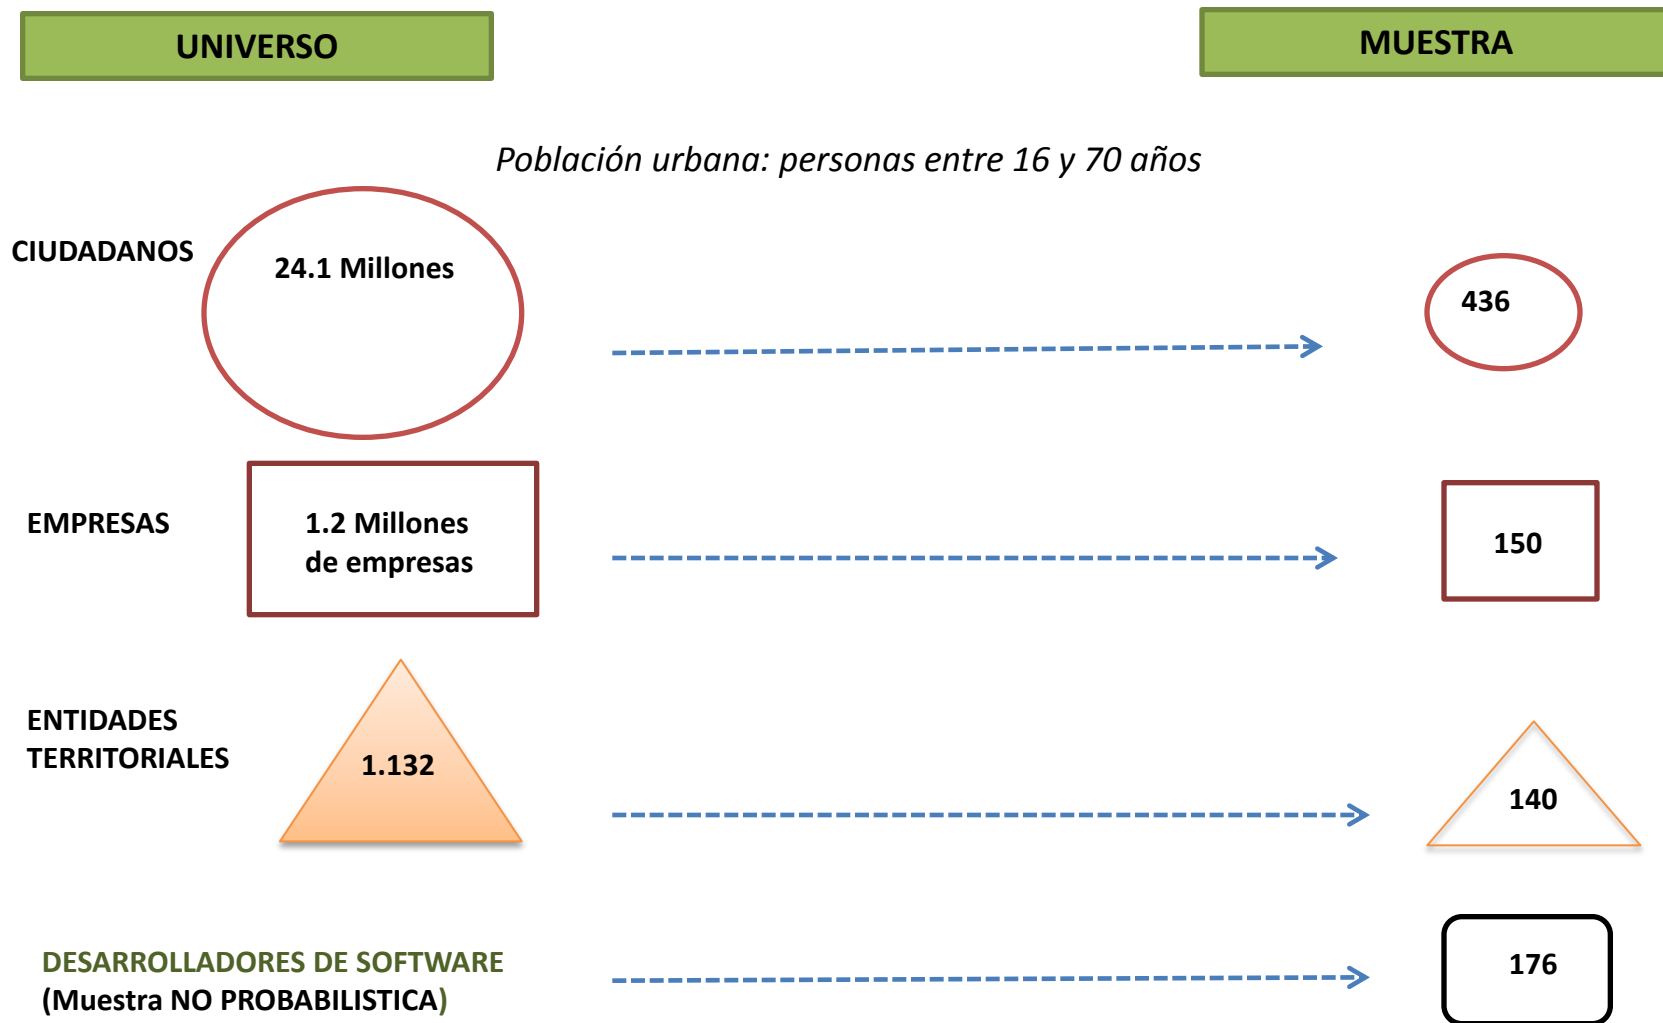 UNIVERSO
MUESTRA
Población urbana: personas entre 16 y 70 años
CIUDADANOS
24.1 Millones
436
EMPRESAS
1.2 Millones
de empresas
150
ENTIDADES
TERRITORIALES
1.132
140
DESARROLLADORES DE SOFTWARE
(Muestra NO PROBABILISTICA)
176